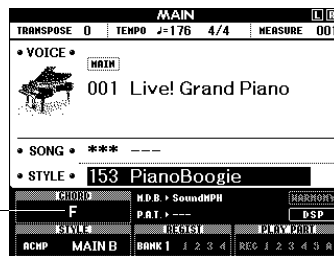 MAIN L R
TRANSPOSE 0 TEMPO ♩=176 4/4 MEASURE 001
• VOICE •
MAIN
001 Live! Grand Piano
• SONG • *** ---
• STYLE • 153 PianoBoogie
CHORD M.D.B. ▸ SoundMPH HARMONY
F P.A.T. ▸ --- DSP
STYLE REGIST PLAY PART
ACMP MAIN B BANK 1 1 2 3 4 REC 1 2 3 4 5 A